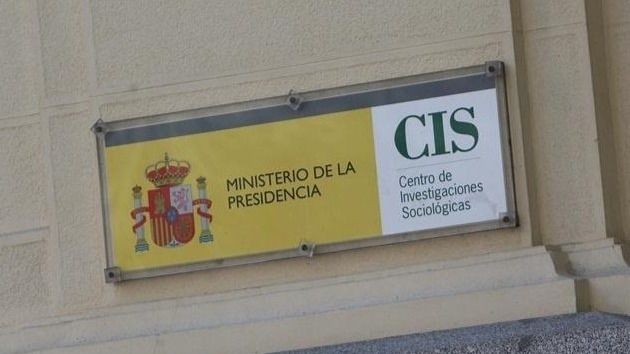 MINISTERIO DE LA
PRESIDENCIA
CIS
Centro de
Investigaciones
Sociológicas